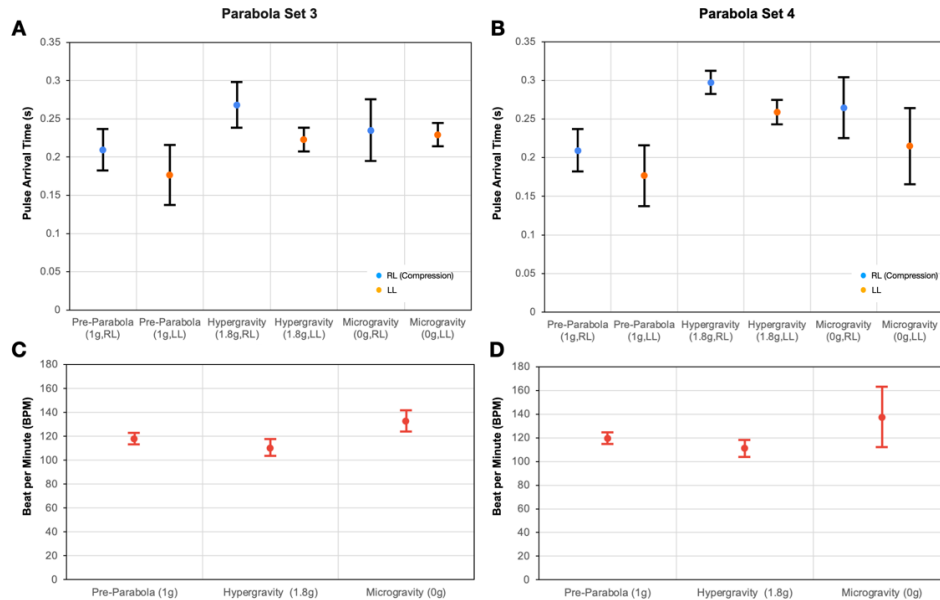 Parabola Set 3
A
0.35
0.3
0.25
0.2
0.15
0.1
0.05
0
Pulse Arrival Time (s)
RL (Compression)
LL
Pre-Parabola (1g,RL)
Pre-Parabola (1g,LL)
Hypergravity (1.8g,RL)
Hypergravity (1.8g,LL)
Microgravity (0g,RL)
Microgravity (0g,LL)
Parabola Set 4
B
0.35
0.3
0.25
0.2
0.15
0.1
0.05
0
Pulse Arrival Time (s)
RL (Compression)
LL
Pre-Parabola (1g,RL)
Pre-Parabola (1g,LL)
Hypergravity (1.8g,RL)
Hypergravity (1.8g,LL)
Microgravity (0g,RL)
Microgravity (0g,LL)
C
180
160
140
120
100
80
60
40
20
0
Beat per Minute (BPM)
Pre-Parabola (1g)
Hypergravity (1.8g)
Microgravity (0g)
D
180
160
140
120
100
80
60
40
20
0
Beat per Minute (BPM)
Pre-Parabola (1g)
Hypergravity (1.8g)
Microgravity (0g)